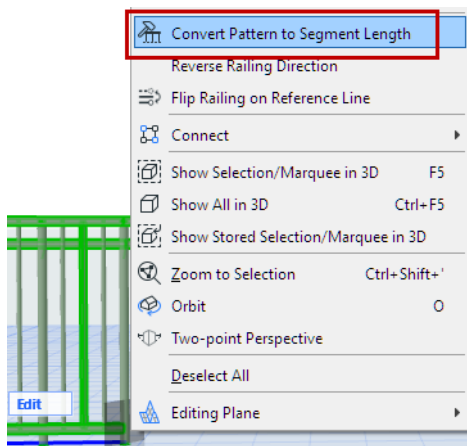 Convert Pattern to Segment Length
Reverse Railing Direction
Flip Railing on Reference Line
Connect
Show Selection/Marquee in 3D F5
Show All in 3D Ctrl+F5
Show Stored Selection/Marquee in 3D
Zoom to Selection Ctrl+Shift+'
Orbit O
Two-point Perspective
Deselect All
Edit
Editing Plane